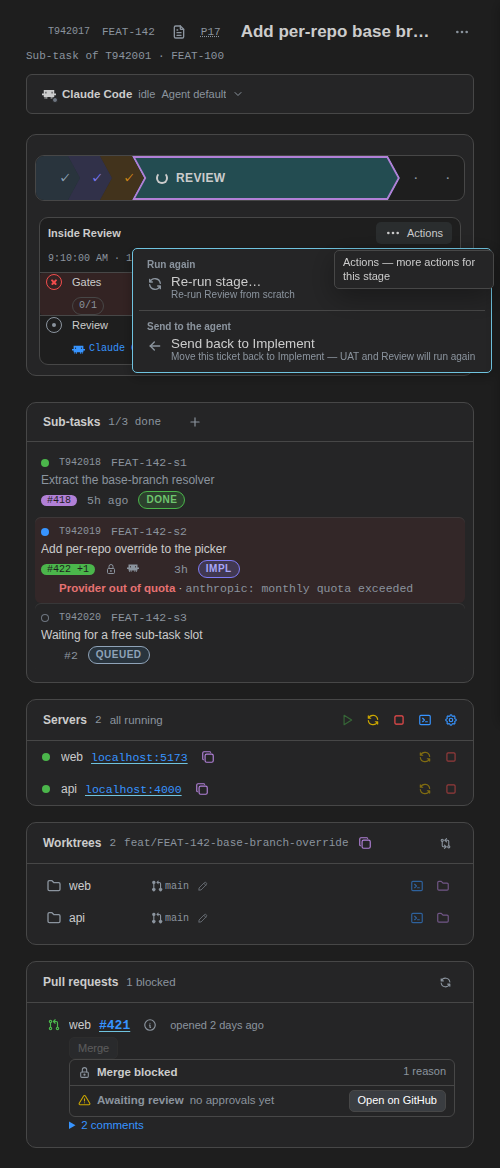 T942017 FEAT-142 P17 Add per-repo base br…
Sub-task of T942001 · FEAT-100
Claude Code idle Agent default
REVIEW
Inside Review
Actions
9:10:00 AM · 1
Gates
0/1
Review
Claude
Run again
Re-run stage…
Re-run Review from scratch
Send to the agent
Send back to Implement
Move this ticket back to Implement — UAT and Review will run again
Actions — more actions for
this stage
Sub-tasks 1/3 done
T942018 FEAT-142-s1
Extract the base-branch resolver
#418 5h ago DONE
T942019 FEAT-142-s2
Add per-repo override to the picker
#422 +1 3h IMPL
Provider out of quota · anthropic: monthly quota exceeded
T942020 FEAT-142-s3
Waiting for a free sub-task slot
#2 QUEUED
Servers 2 all running
web localhost:5173
api localhost:4000
Worktrees 2 feat/FEAT-142-base-branch-override
web main
api main
Pull requests 1 blocked
web #421 opened 2 days ago
Merge
Merge blocked 1 reason
Awaiting review no approvals yet Open on GitHub
2 comments